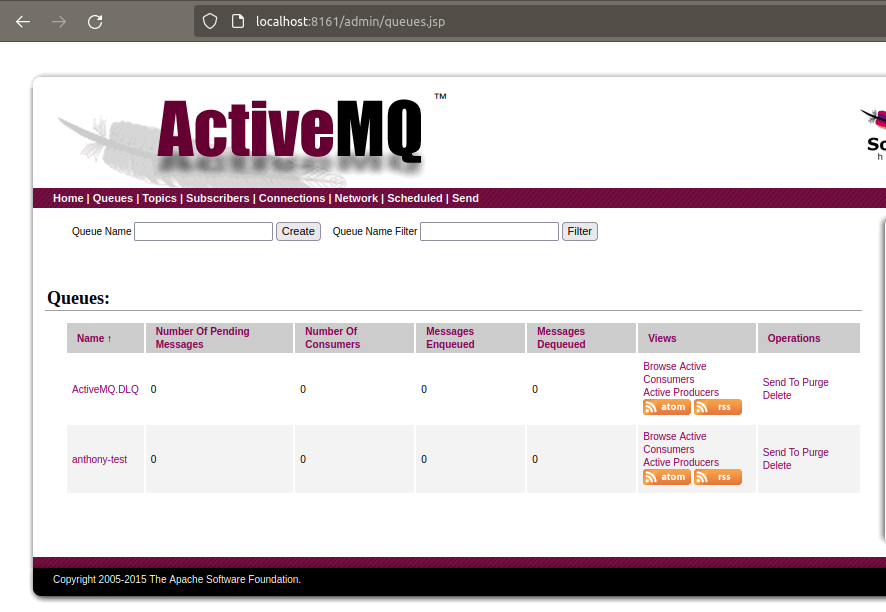 localhost:8161/admin/queues.jsp
ActiveMQ ™
Home | Queues | Topics | Subscribers | Connections | Network | Scheduled | Send
Queue Name Create Queue Name Filter Filter
Queues:
Name ↑ Number Of Pending Messages Number Of Consumers Messages Enqueued Messages Dequeued Views Operations
ActiveMQ.DLQ 0 0 0 0
Browse Active
Consumers
Active Producers
atom rss
Send To Purge
Delete
anthony-test 0 0 0 0
Browse Active
Consumers
Active Producers
atom rss
Send To Purge
Delete
Copyright 2005-2015 The Apache Software Foundation.